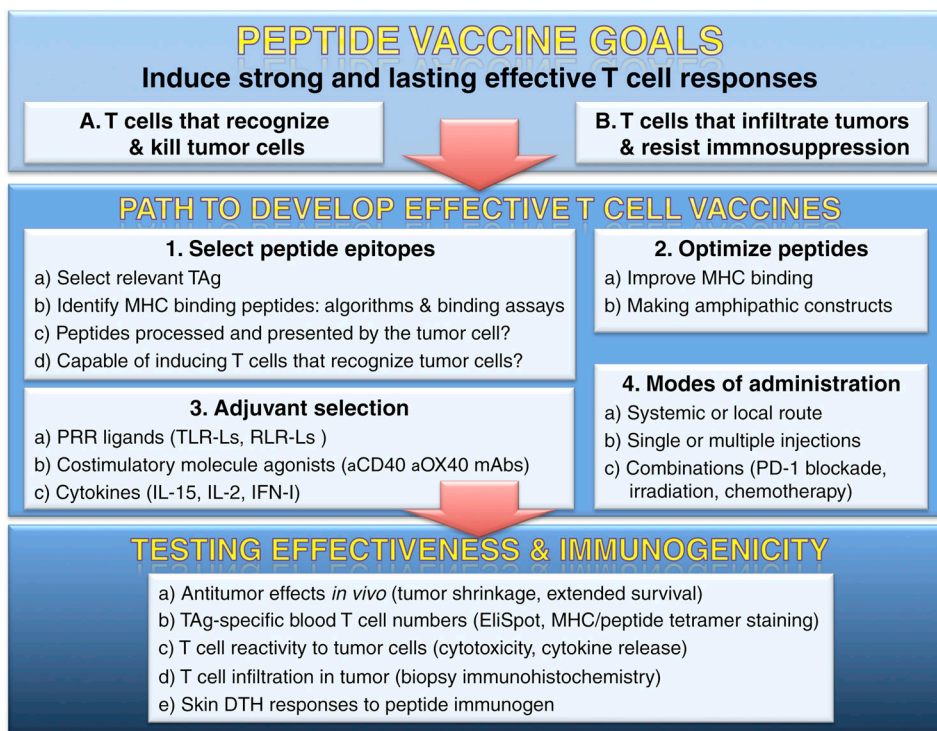 PEPTIDE VACCINE GOALS
Induce strong and lasting effective T cell responses
A. T cells that recognize
& kill tumor cells
B. T cells that infiltrate tumors
& resist immnosuppression
PATH TO DEVELOP EFFECTIVE T CELL VACCINES
1. Select peptide epitopes
a) Select relevant TAg
b) Identify MHC binding peptides: algorithms & binding assays
c) Peptides processed and presented by the tumor cell?
d) Capable of inducing T cells that recognize tumor cells?
2. Optimize peptides
a) Improve MHC binding
b) Making amphipathic constructs
3. Adjuvant selection
a) PRR ligands (TLR-Ls, RLR-Ls )
b) Costimulatory molecule agonists (aCD40 aOX40 mAbs)
c) Cytokines (IL-15, IL-2, IFN-I)
4. Modes of administration
a) Systemic or local route
b) Single or multiple injections
c) Combinations (PD-1 blockade,
irradiation, chemotherapy)
TESTING EFFECTIVENESS & IMMUNOGENICITY
a) Antitumor effects in vivo (tumor shrinkage, extended survival)
b) TAg-specific blood T cell numbers (EliSpot, MHC/peptide tetramer staining)
c) T cell reactivity to tumor cells (cytotoxicity, cytokine release)
d) T cell infiltration in tumor (biopsy immunohistochemistry)
e) Skin DTH responses to peptide immunogen